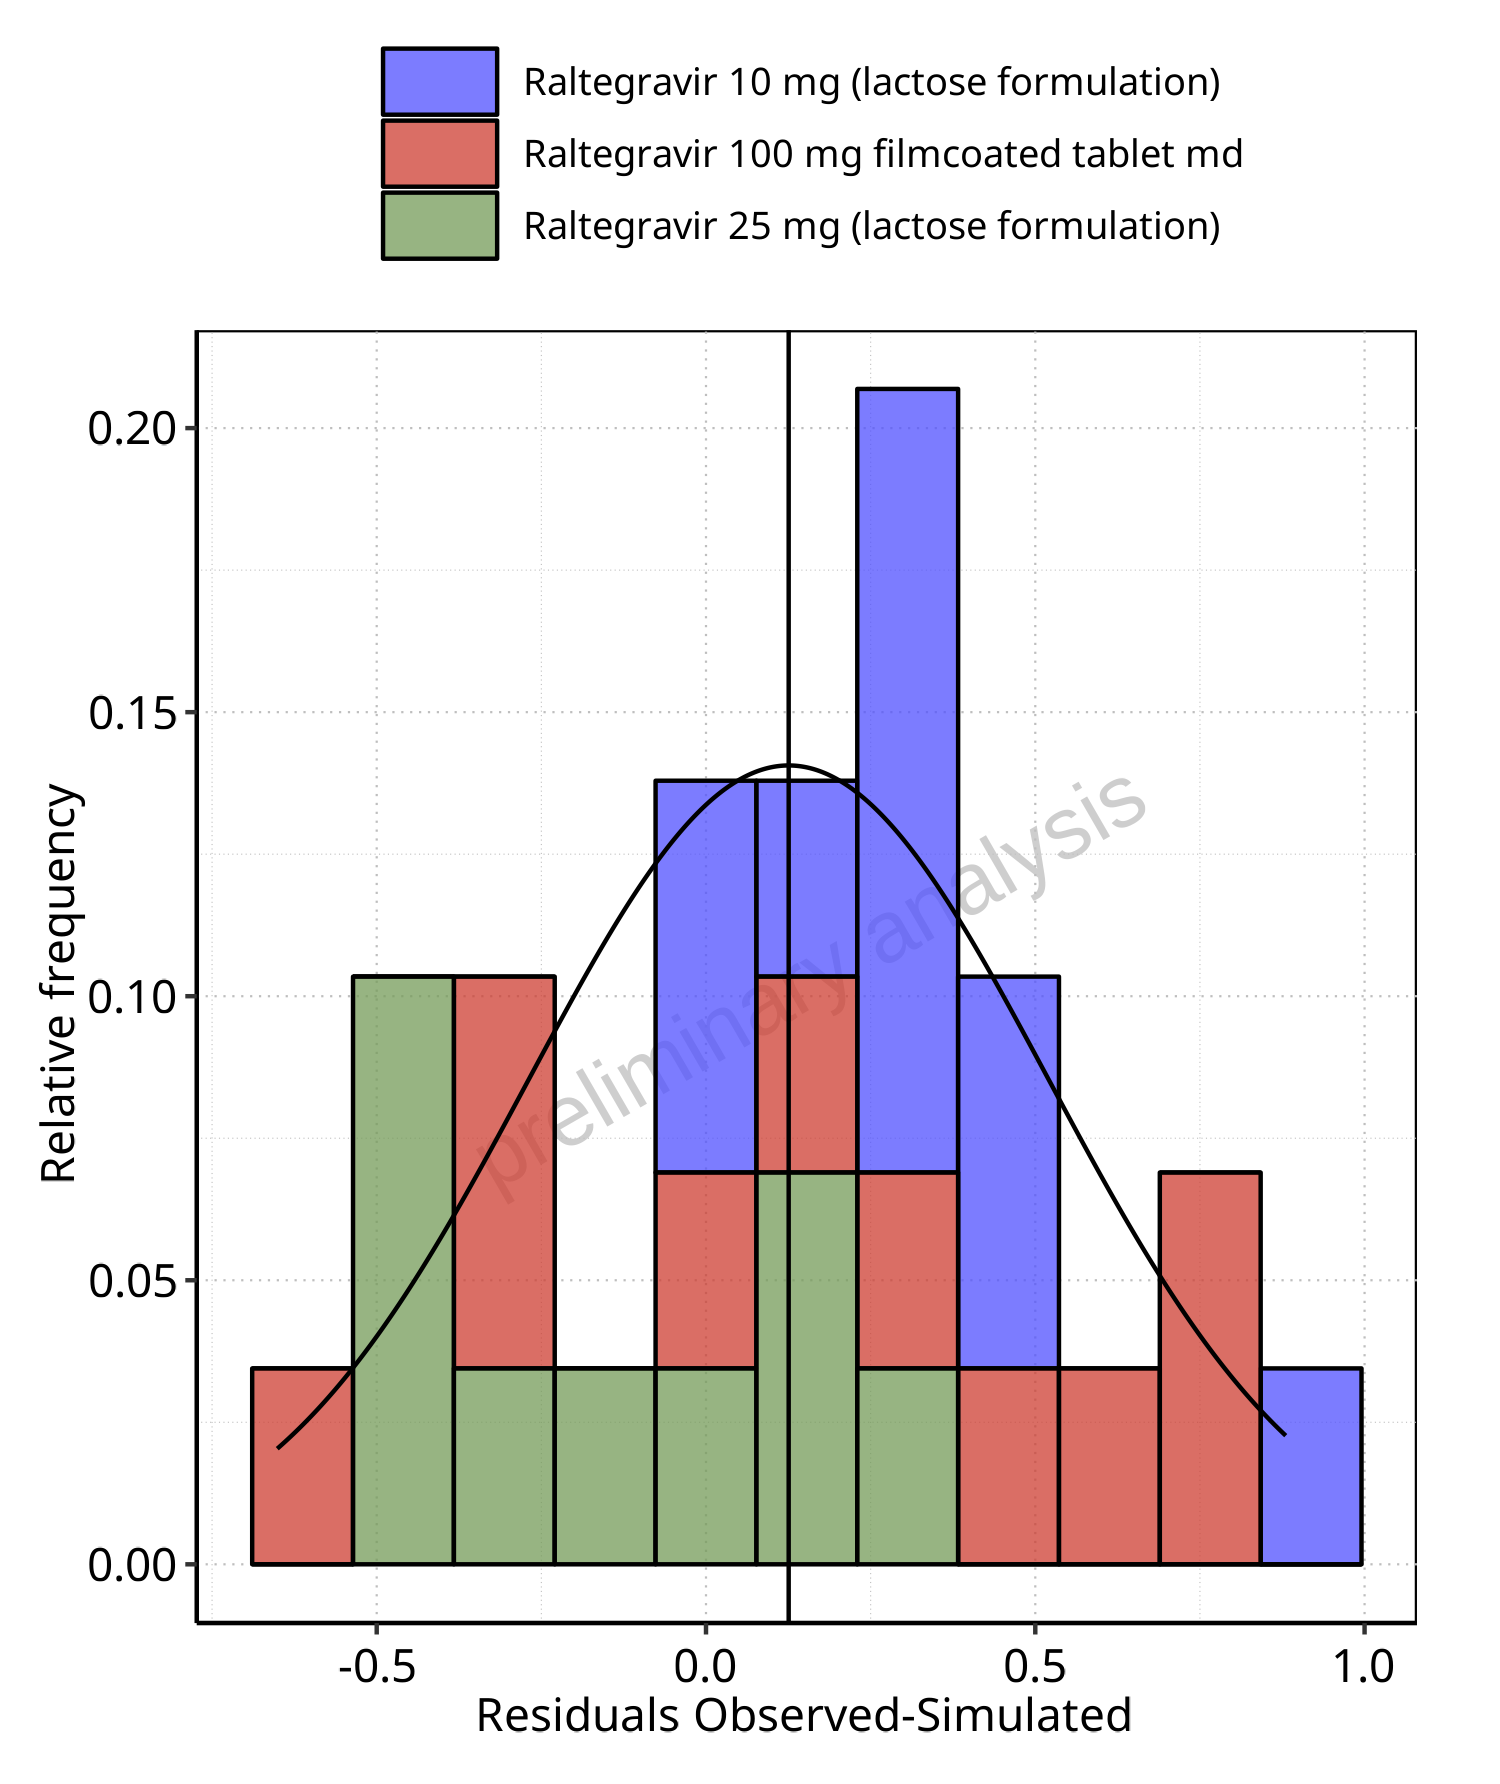 Raltegravir 10 mg (lactose formulation)
Raltegravir 100 mg filmcoated tablet md
Raltegravir 25 mg (lactose formulation)
0.20
0.15
0.10
0.05
0.00
Relative frequency
preliminary analysis
-0.5
0.0
0.5
1.0
Residuals Observed-Simulated